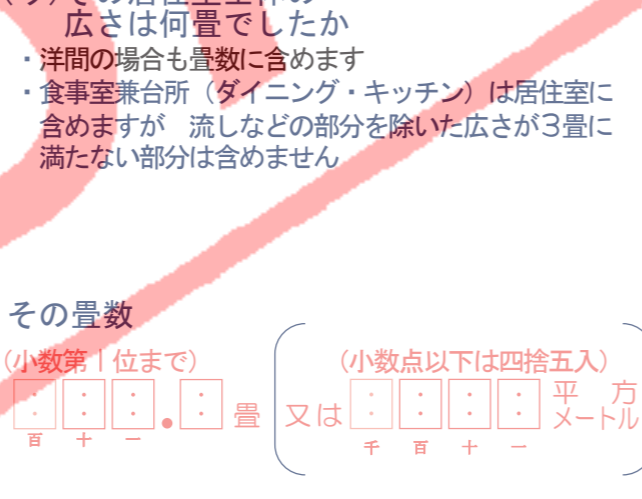 広さは何畳でしたか
・洋間の場合も畳数に含めます
・食事室兼台所（ダイニング・キッチン）は居住室に
含めますが　流しなどの部分を除いた広さが３畳に
満たない部分は含めません
その畳数
（小数第１位まで）
（小数点以下は四捨五入）
畳
又は
平　方
メートル
百　十　一
千　百　十　一